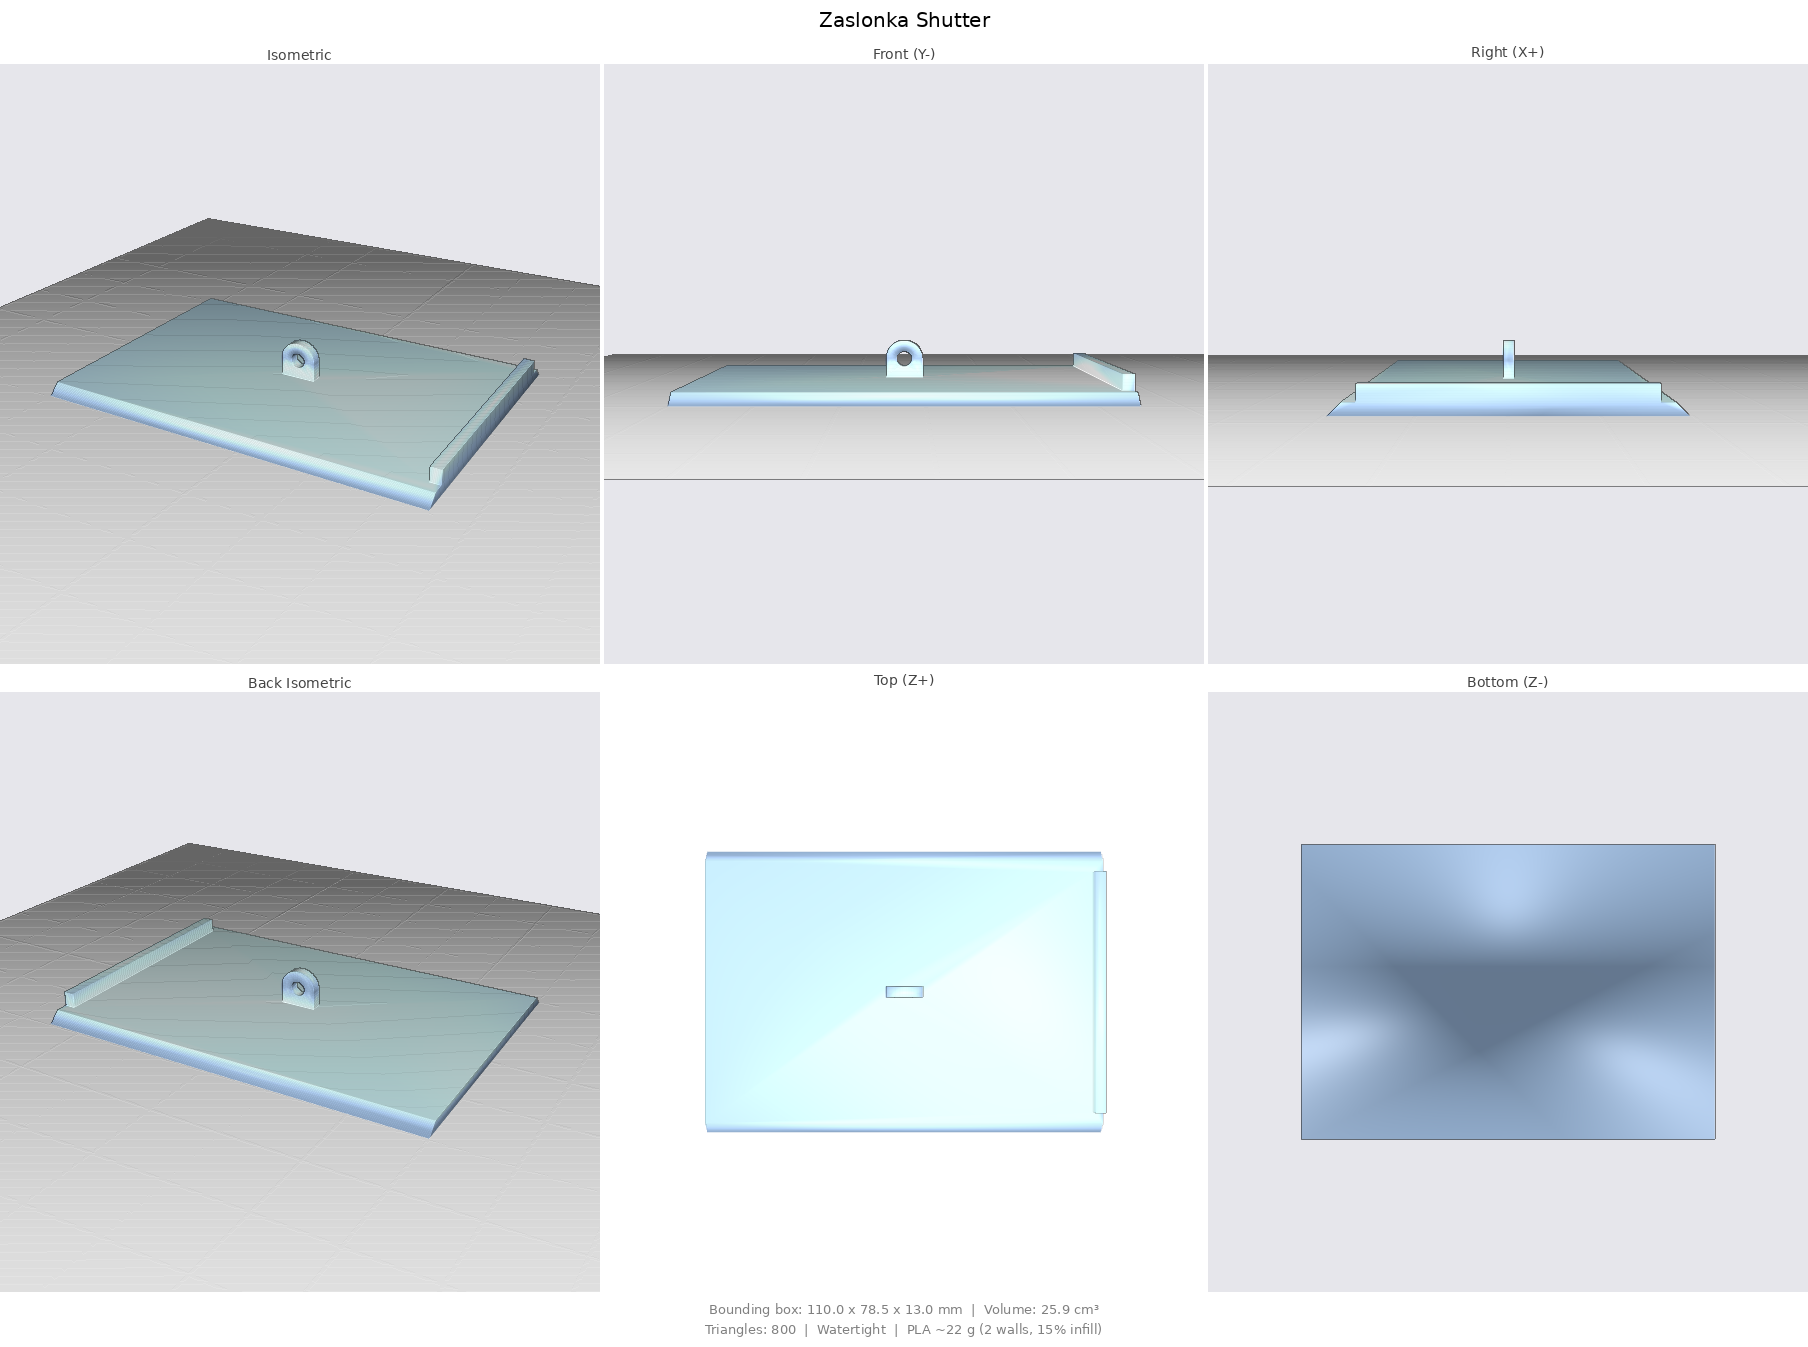 Zaslonka Shutter
Isometric
Front (Y-)
Right (X+)
Back Isometric
Top (Z+)
Bottom (Z-)
Bounding box: 110.0 x 78.5 x 13.0 mm | Volume: 25.9 cm³
Triangles: 800 | Watertight | PLA ~22 g (2 walls, 15% infill)